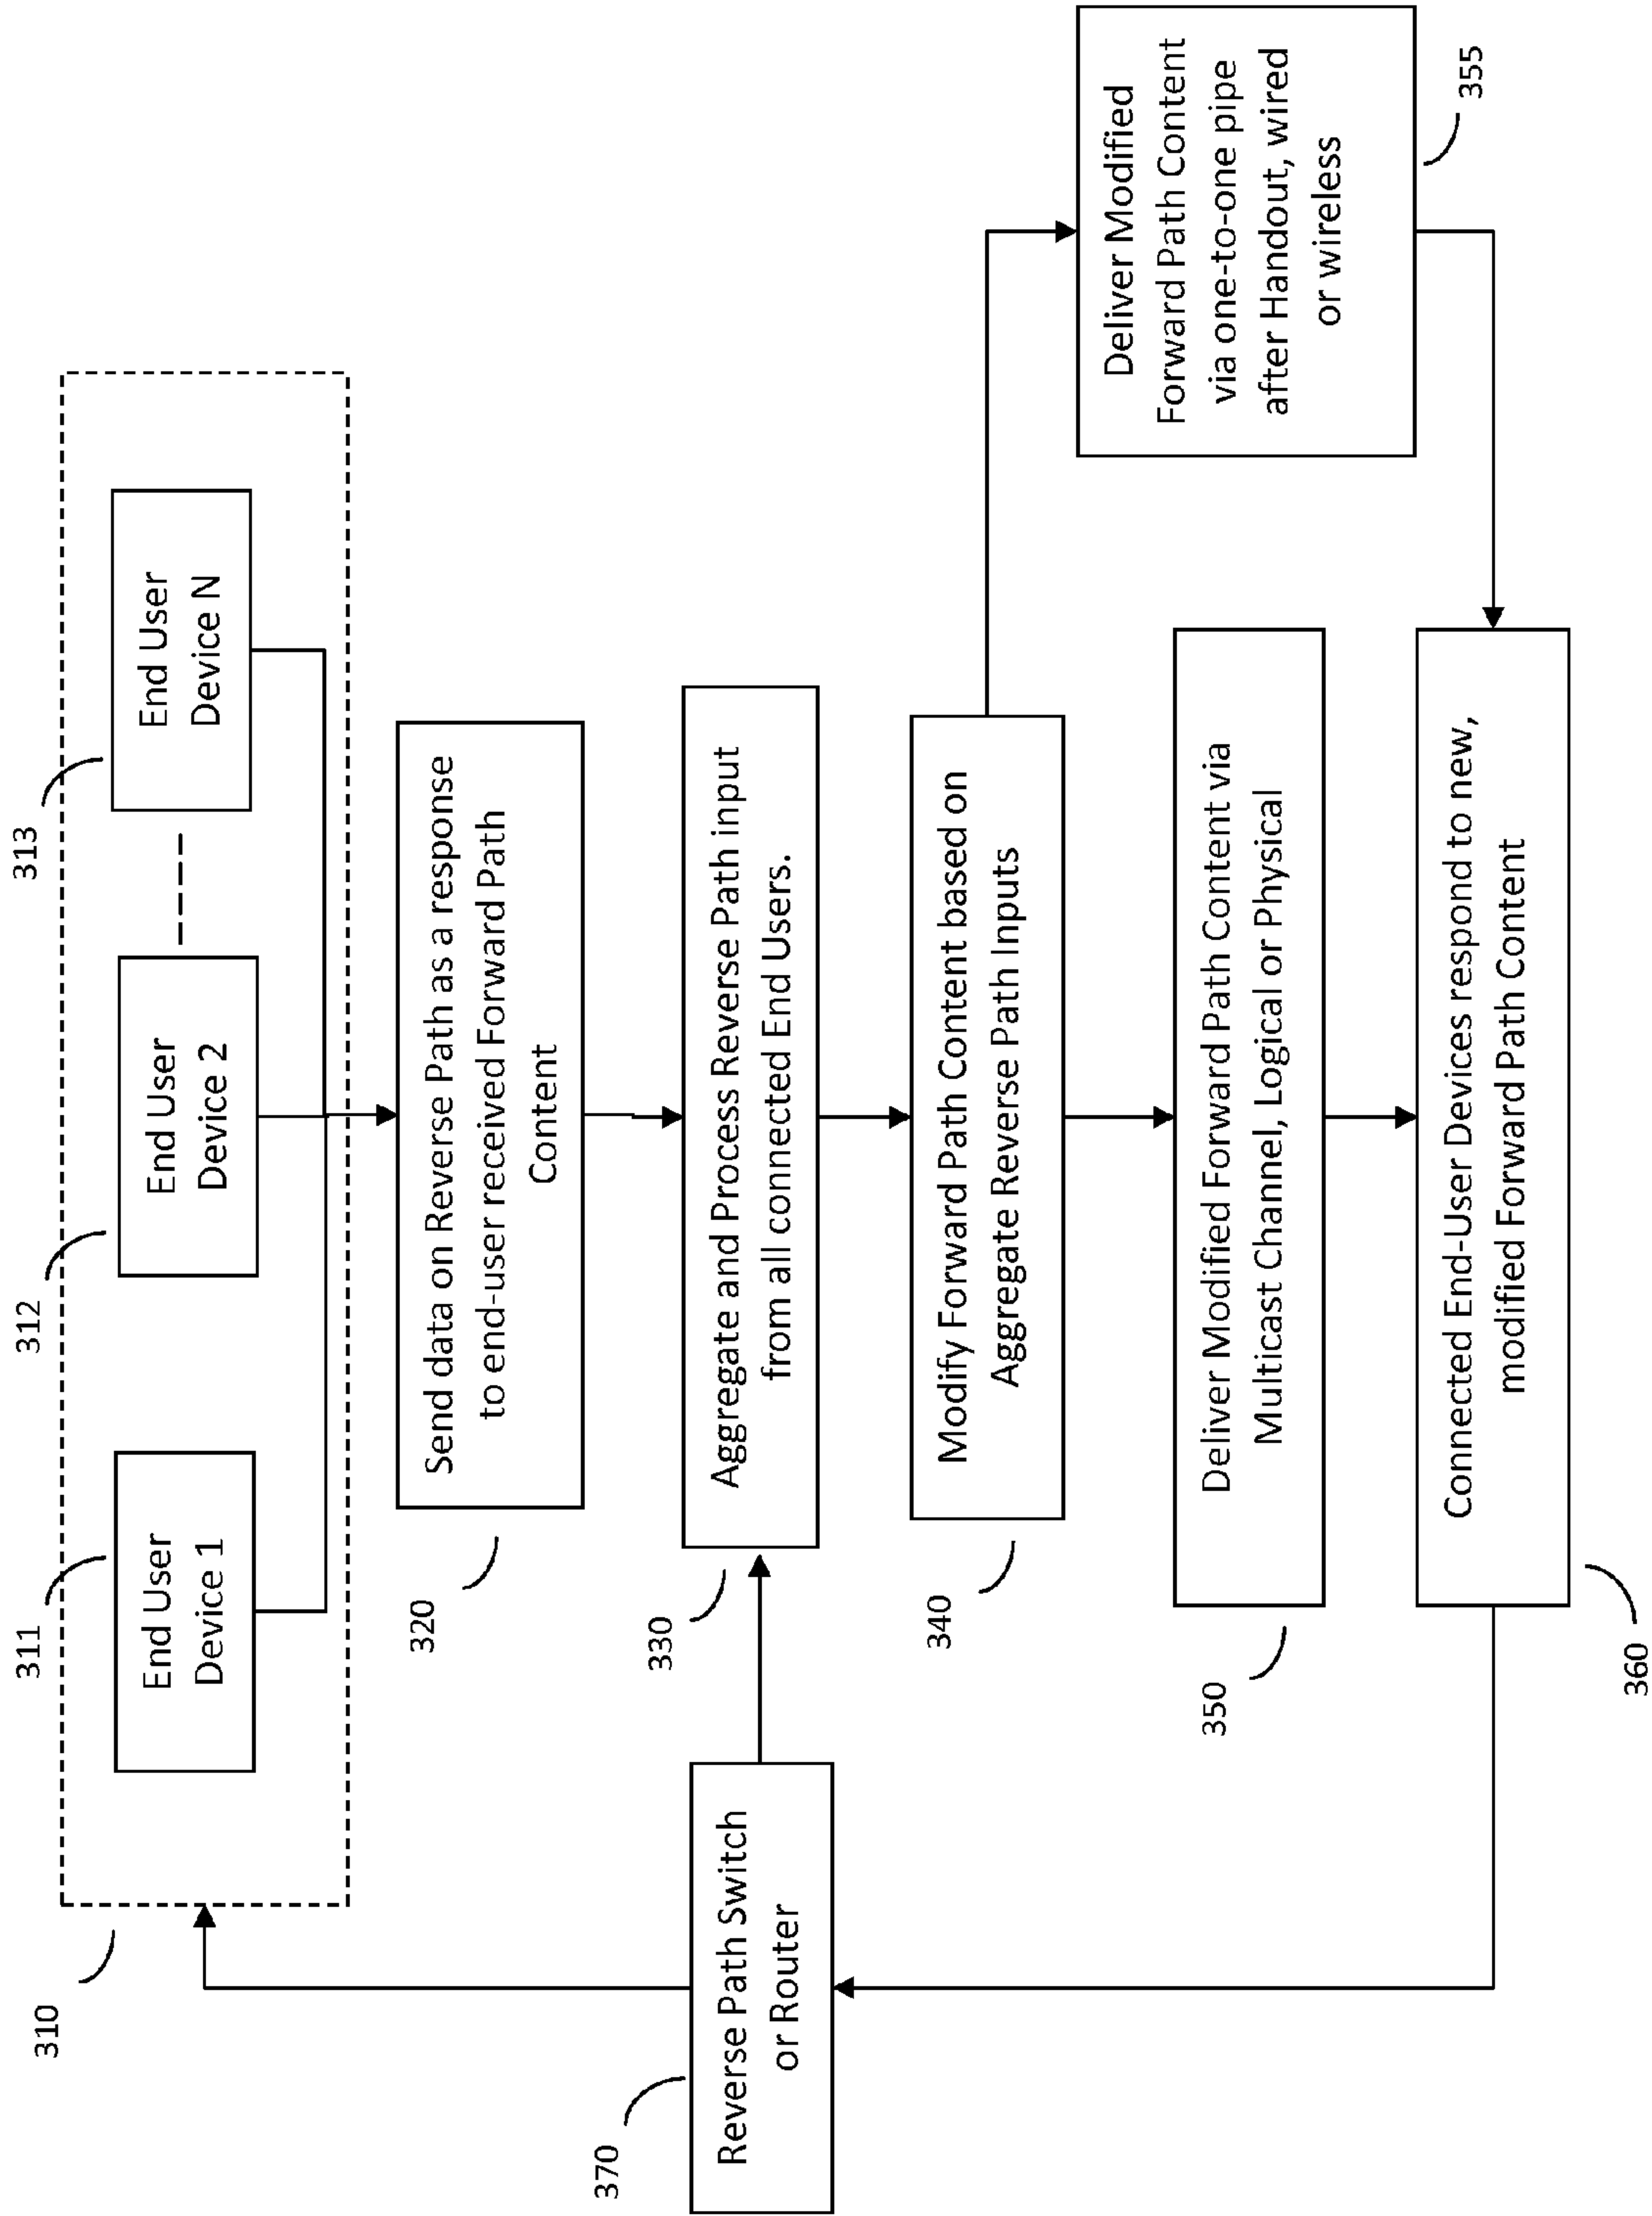 310
311
End User
Device 1
312
End User
Device 2
313
End User
Device N
320
Send data on Reverse Path as a response
to end-user received Forward Path
Content
370
Reverse Path Switch
or Router
330
Aggregate and Process Reverse Path input
from all connected End Users.
340
Modify Forward Path Content based on
Aggregate Reverse Path Inputs
350
Deliver Modified Forward Path Content via
Multicast Channel, Logical or Physical
Deliver Modified
Forward Path Content
via one-to-one pipe
after Handout, wired
or wireless
355
360
Connected End-User Devices respond to new,
modified Forward Path Content